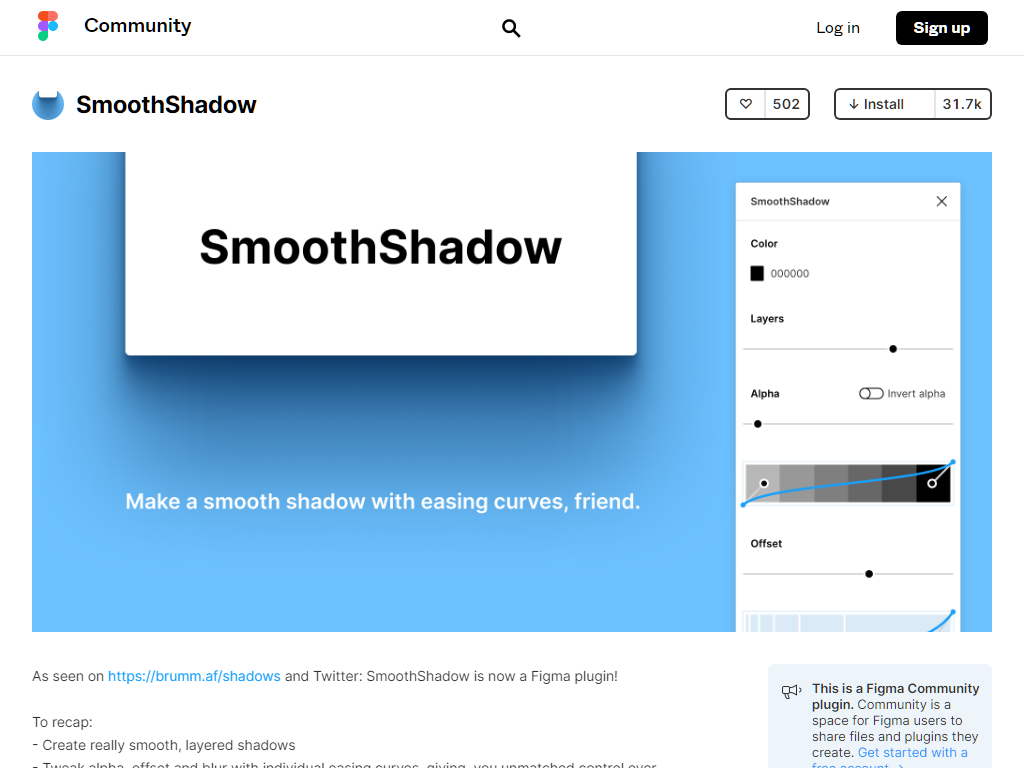 Community
Log in
Sign up
SmoothShadow
502
Install
31.7k
SmoothShadow
Make a smooth shadow with easing curves, friend.
SmoothShadow
Color
000000
Layers
Alpha
Invert alpha
Offset
As seen on https://brumm.af/shadows and Twitter: SmoothShadow is now a Figma plugin!
To recap:
- Create really smooth, layered shadows
- Tweak alpha, offset and blur with individual easing curves, giving, you unmatched control over
This is a Figma Community
plugin. Community is a
space for Figma users to
share files and plugins they
create. Get started with a
free account →